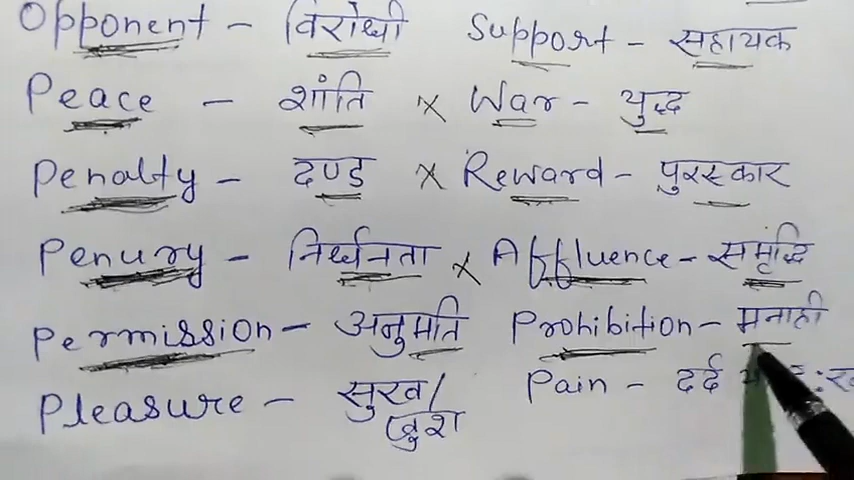 Opponent - विरोधी Support - सहायक
Peace - शांति × War - युद्ध
Penalty - दण्ड × Reward - पुरस्कार
Penury - निर्धनता × Affluence - समृद्धि
Permission - अनुमति Prohibition - मनाही
Pleasure - सुख/ Pain - दर्द
खुश